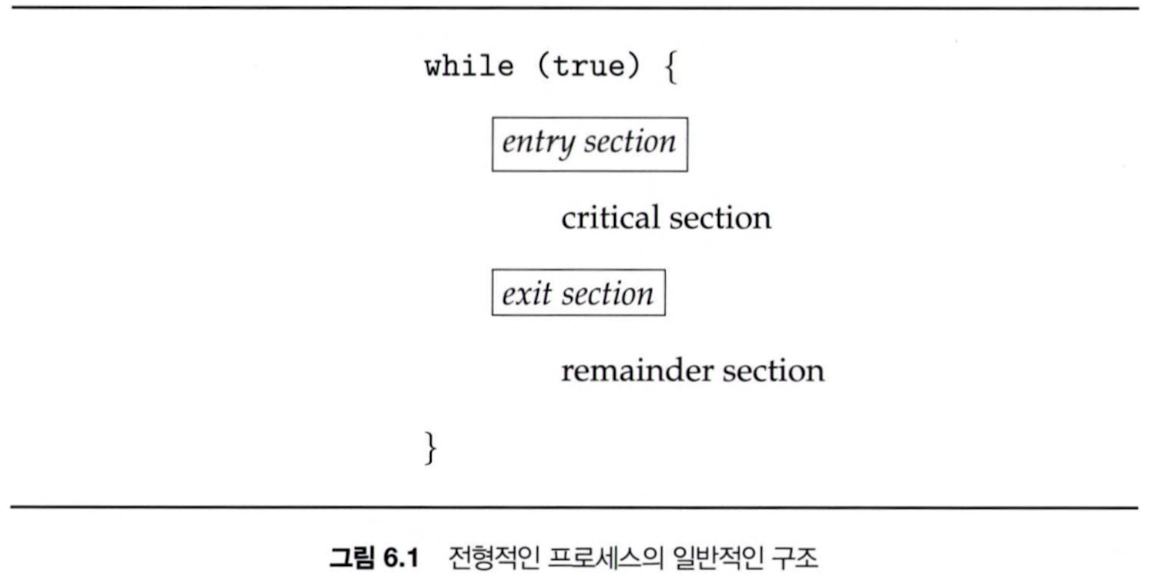 while (true) {
entry section
critical section
exit section
remainder section
}
그림 6.1 전형적인 프로세스의 일반적인 구조